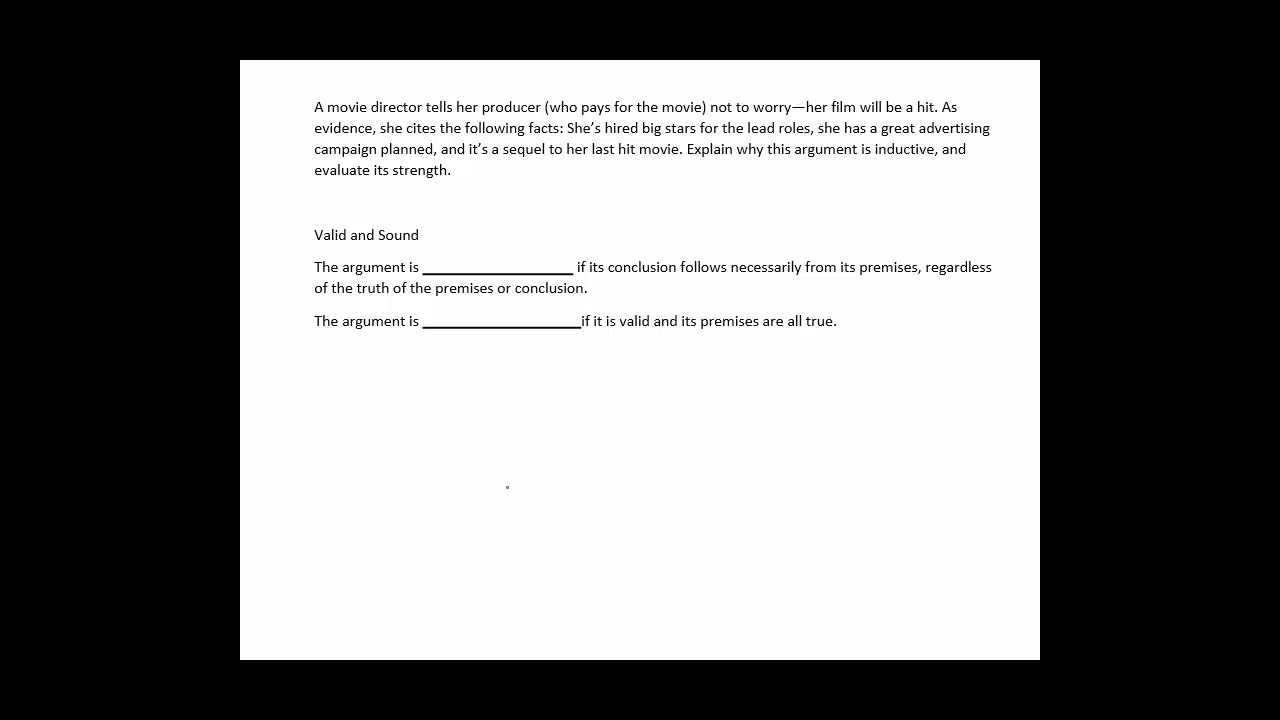 A movie director tells her producer (who pays for the movie) not to worry—her film will be a hit. As
evidence, she cites the following facts: She’s hired big stars for the lead roles, she has a great advertising
campaign planned, and it’s a sequel to her last hit movie. Explain why this argument is inductive, and
evaluate its strength.
Valid and Sound
The argument is ____________________ if its conclusion follows necessarily from its premises, regardless
of the truth of the premises or conclusion.
The argument is _____________________if it is valid and its premises are all true.